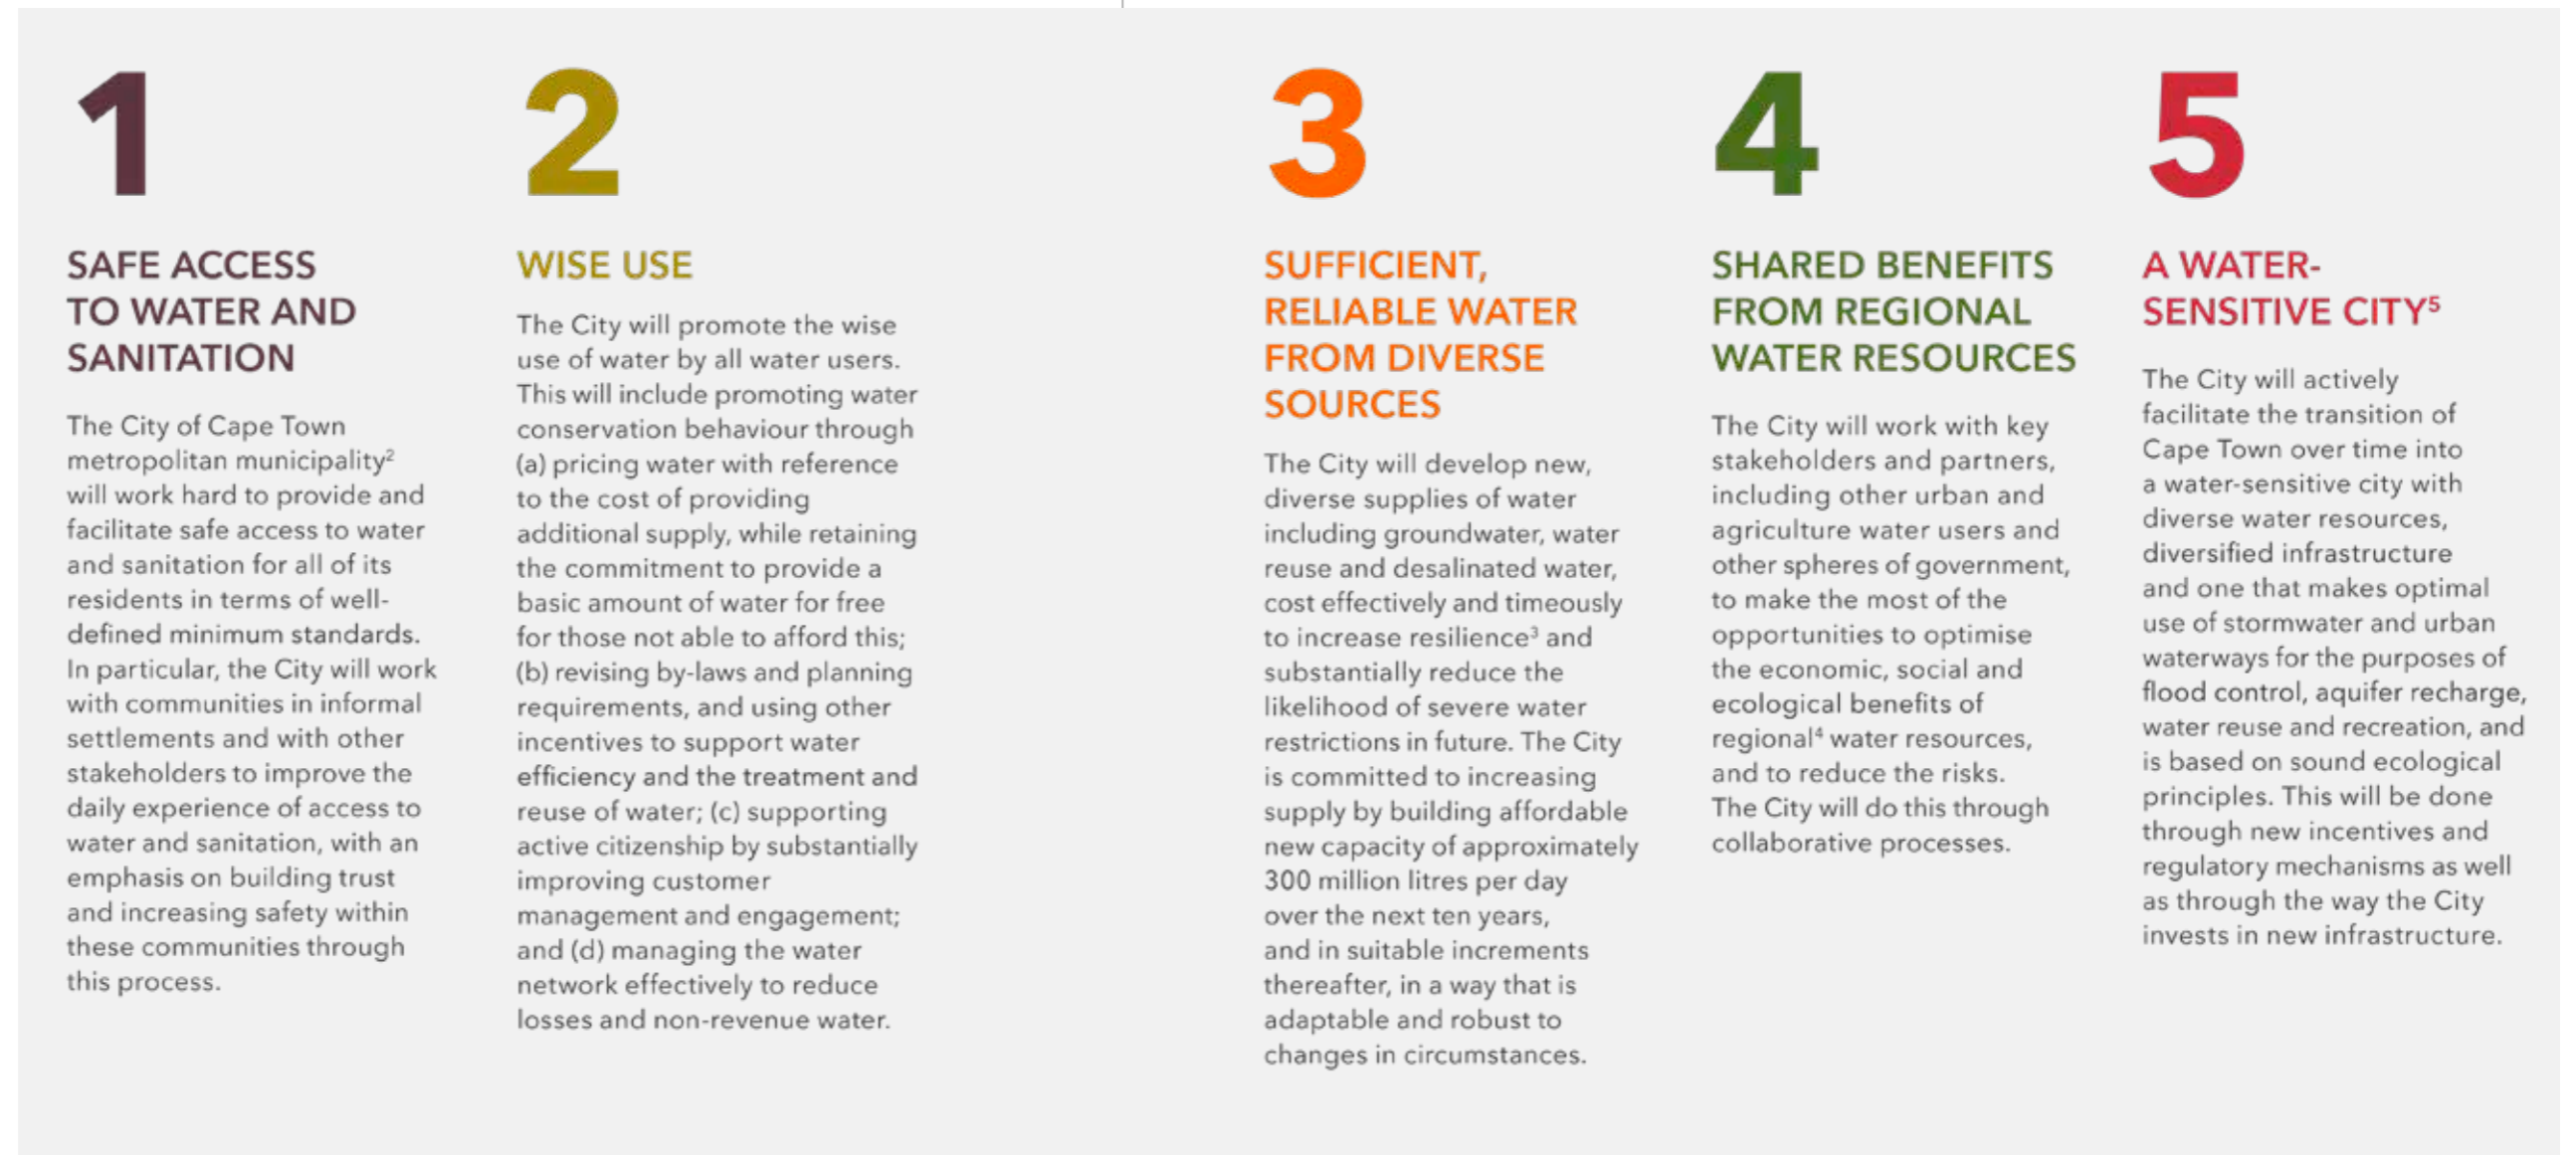 1
SAFE ACCESS
TO WATER AND
SANITATION
The City of Cape Town
metropolitan municipality²
will work hard to provide and
facilitate safe access to water
and sanitation for all of its
residents in terms of well-
defined minimum standards.
In particular, the City will work
with communities in informal
settlements and with other
stakeholders to improve the
daily experience of access to
water and sanitation, with an
emphasis on building trust
and increasing safety within
these communities through
this process.
2
WISE USE
The City will promote the wise
use of water by all water users.
This will include promoting water
conservation behaviour through
(a) pricing water with reference
to the cost of providing
additional supply, while retaining
the commitment to provide a
basic amount of water for free
for those not able to afford this;
(b) revising by-laws and planning
requirements, and using other
incentives to support water
efficiency and the treatment and
reuse of water; (c) supporting
active citizenship by substantially
improving customer
management and engagement;
and (d) managing the water
network effectively to reduce
losses and non-revenue water.
3
SUFFICIENT,
RELIABLE WATER
FROM DIVERSE
SOURCES
The City will develop new,
diverse supplies of water
including groundwater, water
reuse and desalinated water,
cost effectively and timeously
to increase resilience³ and
substantially reduce the
likelihood of severe water
restrictions in future. The City
is committed to increasing
supply by building affordable
new capacity of approximately
300 million litres per day
over the next ten years,
and in suitable increments
thereafter, in a way that is
adaptable and robust to
changes in circumstances.
4
SHARED BENEFITS
FROM REGIONAL
WATER RESOURCES
The City will work with key
stakeholders and partners,
including other urban and
agriculture water users and
other spheres of government,
to make the most of the
opportunities to optimise
the economic, social and
ecological benefits of
regional⁴ water resources,
and to reduce the risks.
The City will do this through
collaborative processes.
5
A WATER-
SENSITIVE CITY⁵
The City will actively
facilitate the transition of
Cape Town over time into
a water-sensitive city with
diverse water resources,
diversified infrastructure
and one that makes optimal
use of stormwater and urban
waterways for the purposes of
flood control, aquifer recharge,
water reuse and recreation, and
is based on sound ecological
principles. This will be done
through new incentives and
regulatory mechanisms as well
as through the way the City
invests in new infrastructure.